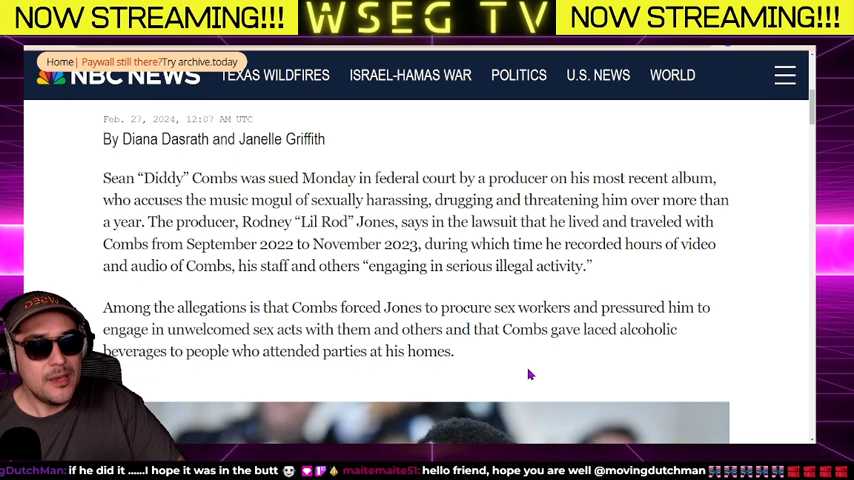 NOW STREAMING!!! WSEG TV NOW STREAMING!!!
Home| Paywall still there?Try archive.today
NBC NEWS TEXAS WILDFIRES ISRAEL-HAMAS WAR POLITICS U.S. NEWS WORLD
Feb. 27, 2024, 12:07 AM UTC
By Diana Dasrath and Janelle Griffith
Sean “Diddy” Combs was sued Monday in federal court by a producer on his most recent album,
who accuses the music mogul of sexually harassing, drugging and threatening him over more than
a year. The producer, Rodney “Lil Rod” Jones, says in the lawsuit that he lived and traveled with
Combs from September 2022 to November 2023, during which time he recorded hours of video
and audio of Combs, his staff and others “engaging in serious illegal activity.”
Among the allegations is that Combs forced Jones to procure sex workers and pressured him to
engage in unwelcomed sex acts with them and others and that Combs gave laced alcoholic
beverages to people who attended parties at his homes.
WSEG
gDutchMan: if he did it ......I hope it was in the butt maitemaite51: hello friend, hope you are well @movingdutchman